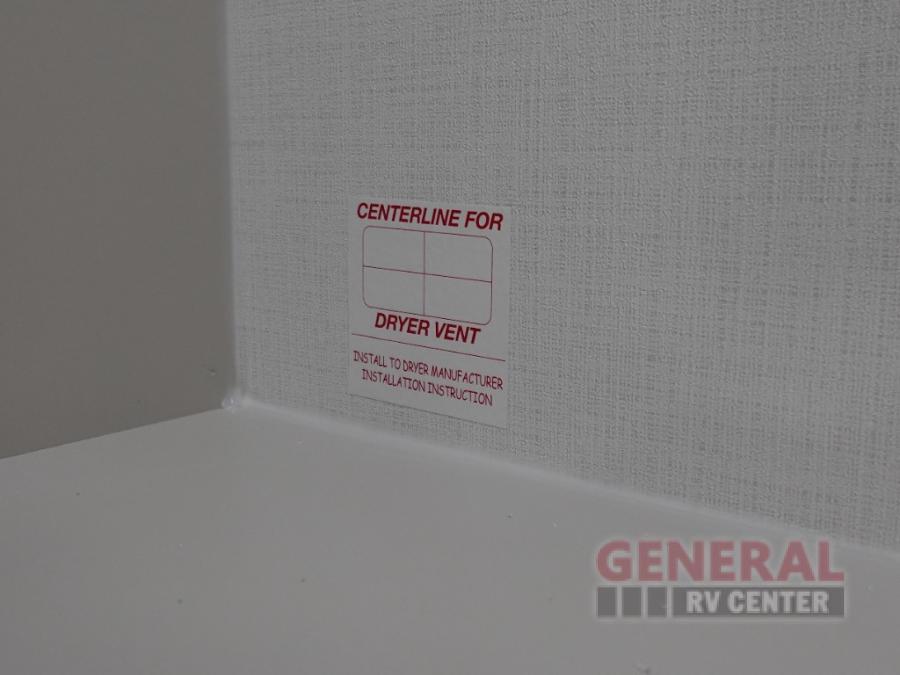 CENTERLINE FOR
DRYER VENT
INSTALL TO DRYER MANUFACTURER
INSTALLATION INSTRUCTION
GENERAL
RV CENTER